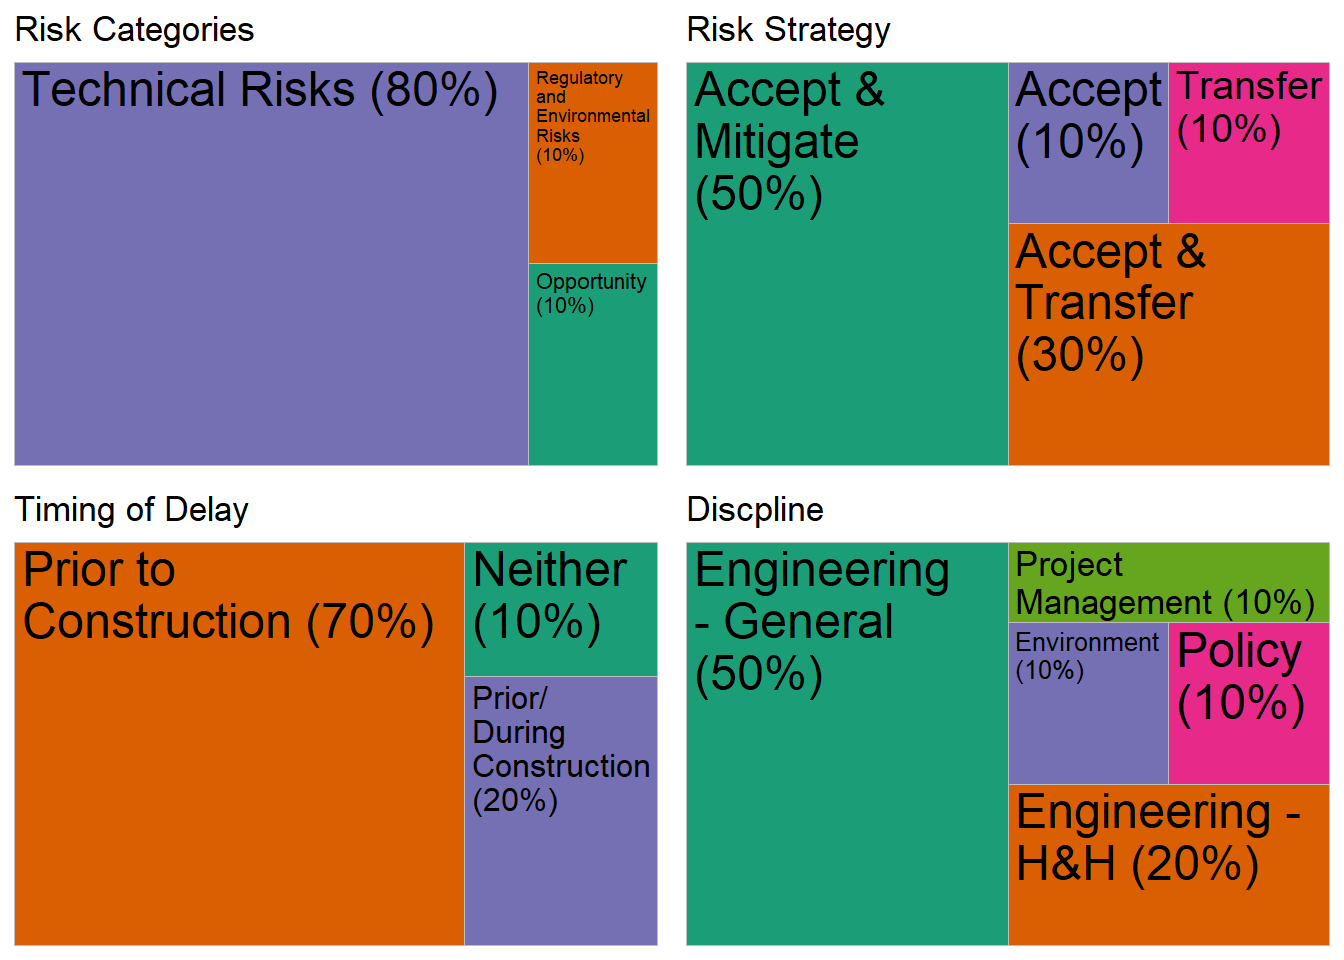 Risk Categories
Technical Risks (80%)
Regulatory
and
Environmental
Risks
(10%)
Opportunity
(10%)
Risk Strategy
Accept &
Mitigate
(50%)
Accept
(10%)
Transfer
(10%)
Accept &
Transfer
(30%)
Timing of Delay
Prior to
Construction (70%)
Neither
(10%)
Prior/
During
Construction
(20%)
Discpline
Engineering
- General
(50%)
Project
Management (10%)
Environment
(10%)
Policy
(10%)
Engineering -
H&H (20%)